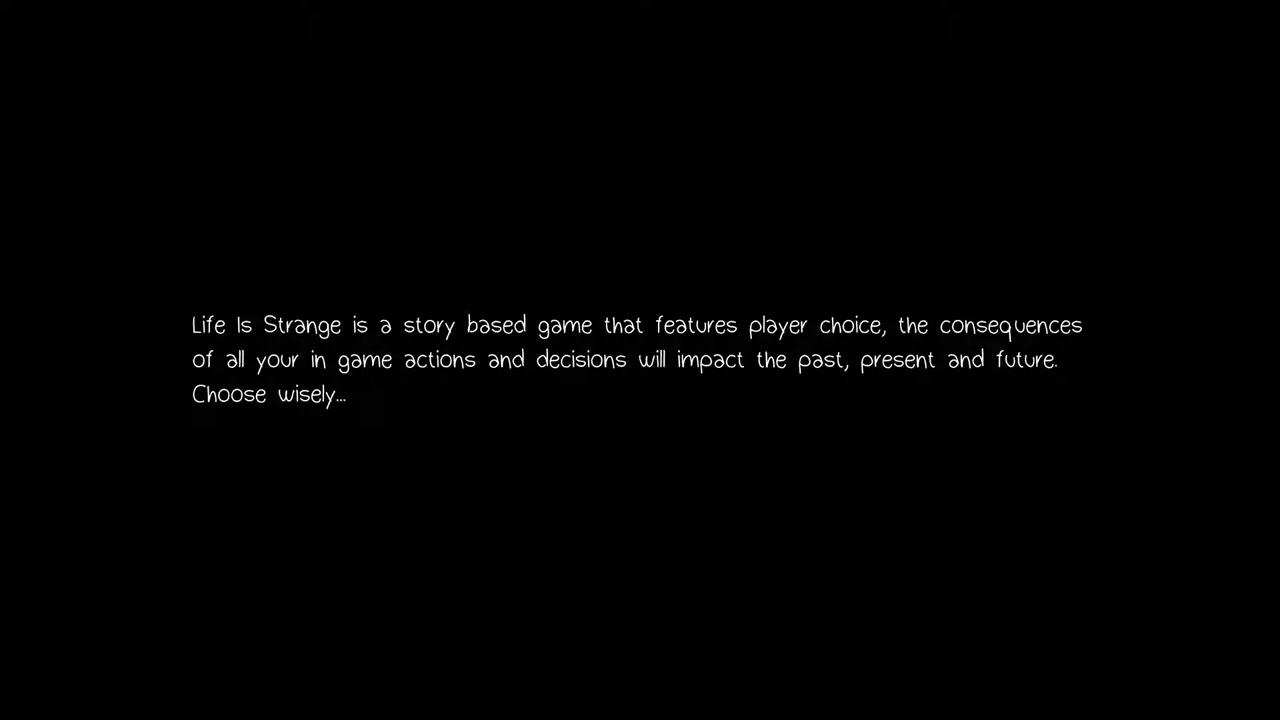 Life Is Strange is a story based game that features player choice, the consequences
of all your in game actions and decisions will impact the past, present and future.
Choose wisely...